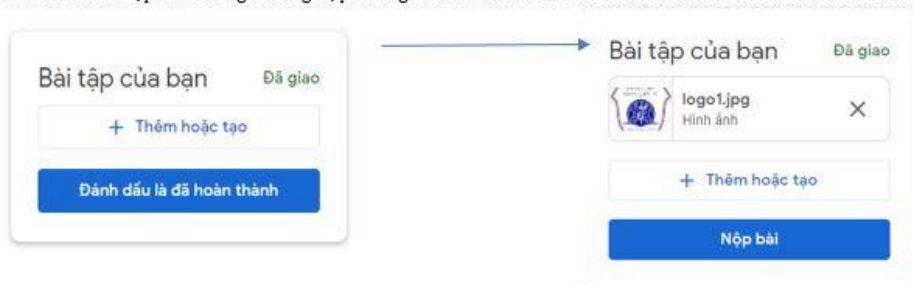 Bài tập của bạn Đã giao
+ Thêm hoặc tạo
Đánh dấu là đã hoàn thành
Bài tập của bạn Đã giao
logo1.jpg
Hình ảnh
+ Thêm hoặc tạo
Nộp bài